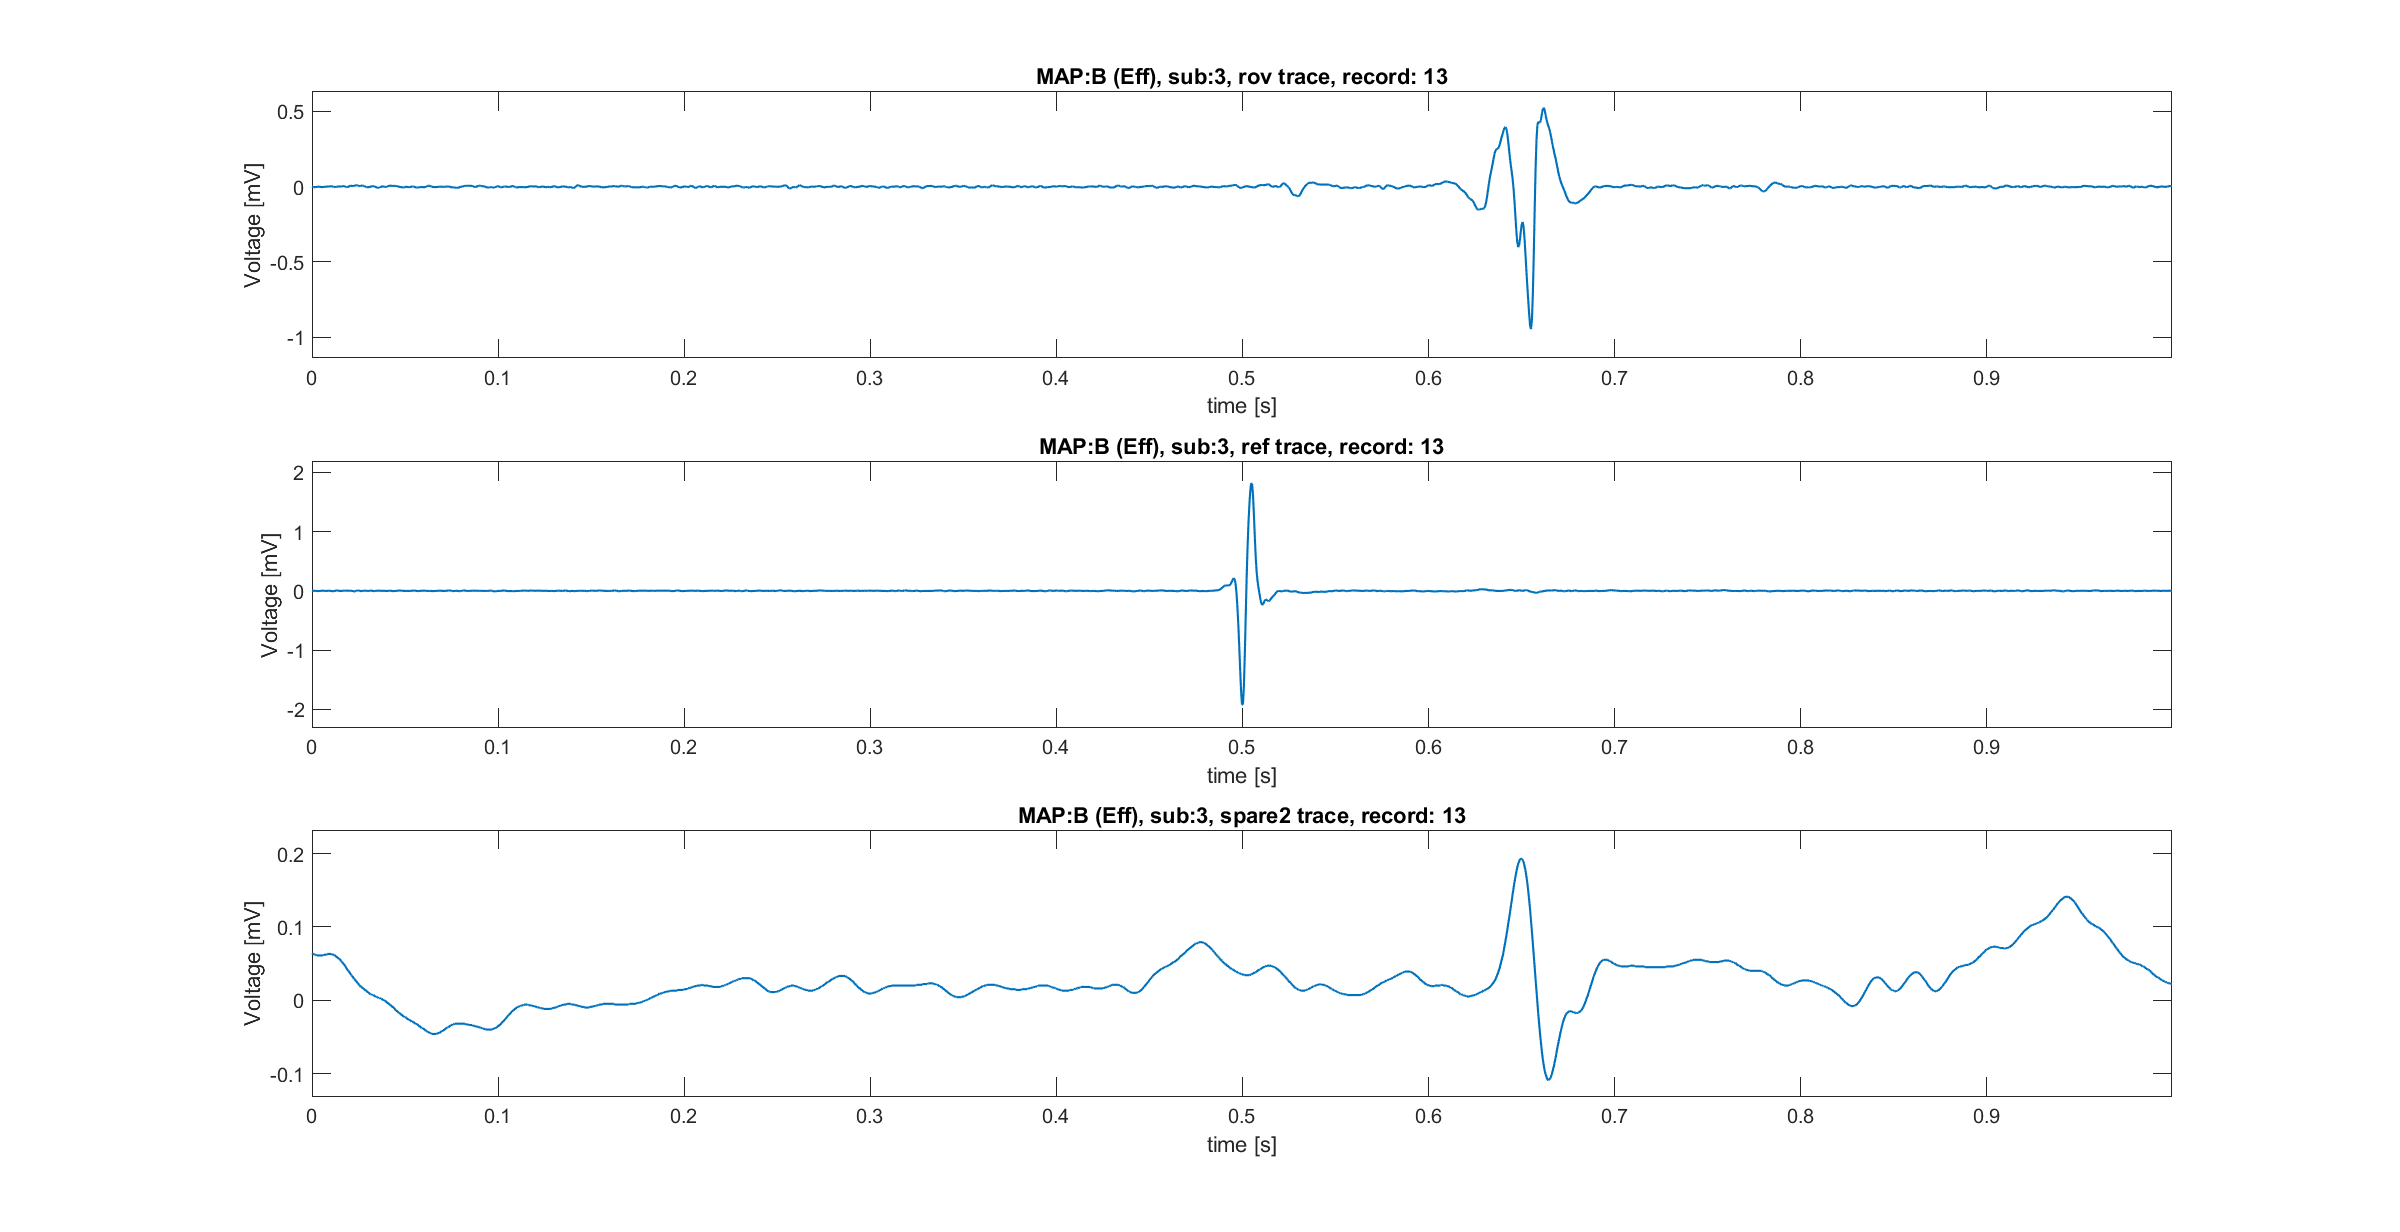 MAP:B (Eff), sub:3, rov trace, record: 13
0.5
0
-0.5
-1
Voltage [mV]
0 0.1 0.2 0.3 0.4 0.5 0.6 0.7 0.8 0.9
time [s]
MAP:B (Eff), sub:3, ref trace, record: 13
2
1
0
-1
-2
Voltage [mV]
0 0.1 0.2 0.3 0.4 0.5 0.6 0.7 0.8 0.9
time [s]
MAP:B (Eff), sub:3, spare2 trace, record: 13
0.2
0.1
0
-0.1
Voltage [mV]
0 0.1 0.2 0.3 0.4 0.5 0.6 0.7 0.8 0.9
time [s]